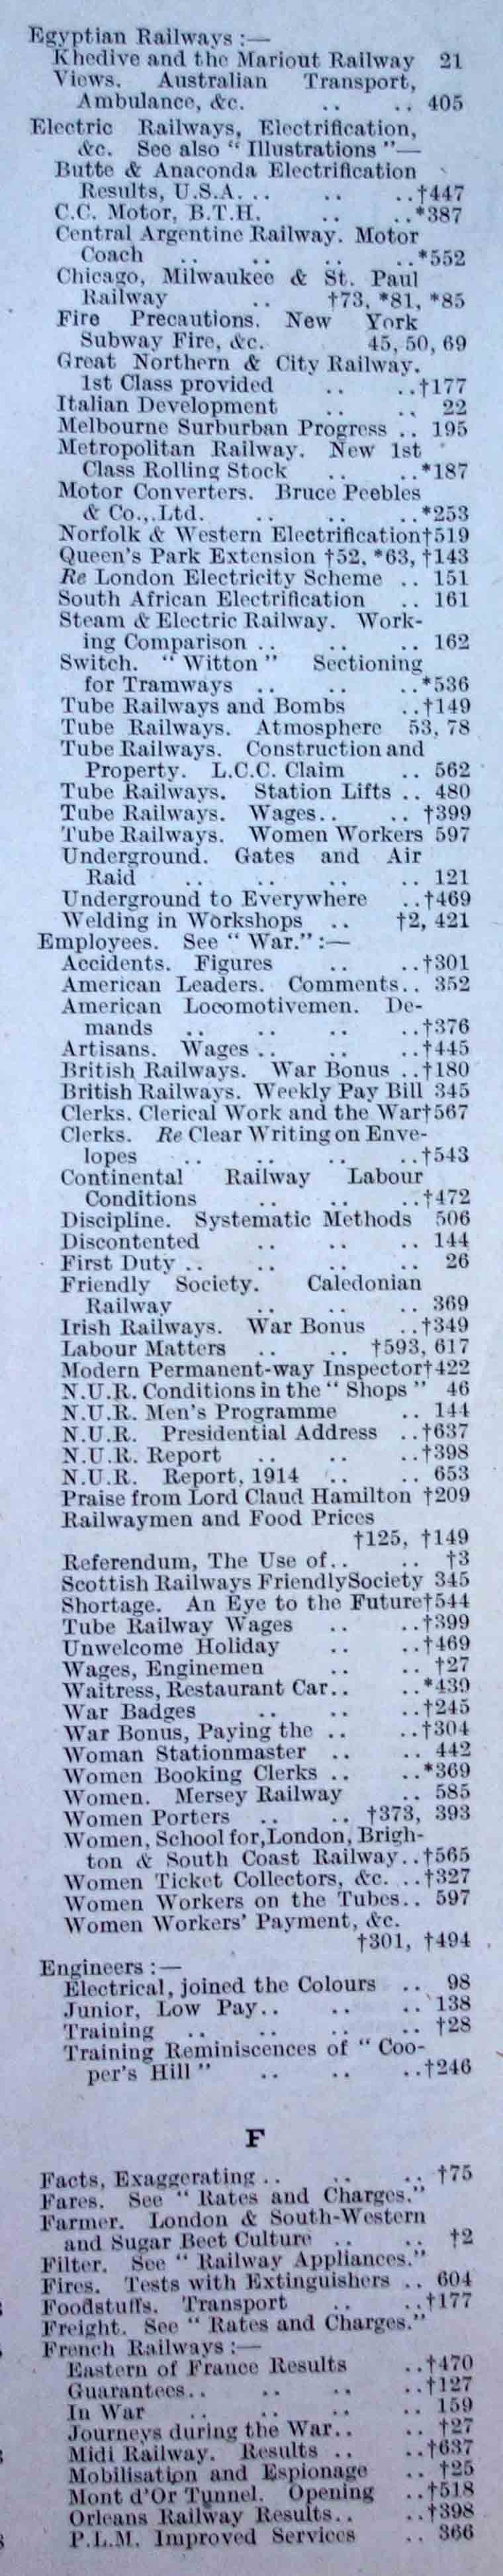 Egyptian Railways :—
Khedive and the Mariout Railway 21
Views. Australian Transport,
Ambulance, &c. .. .. 405
Electric Railways, Electrification,
&c. See also “ Illustrations ”—
Butte & Anaconda Electrification
Results, U.S.A. .. .. ..†447
C.C. Motor, B.T.H. .. ..*387
Central Argentine Railway. Motor
Coach .. .. .. ..*552
Chicago, Milwaukee & St. Paul
Railway .. †73, *81, *85
Fire Precautions. New York
Subway Fire, &c. 45, 50, 69
Great Northern & City Railway.
1st Class provided .. ..†177
Italian Development .. .. 22
Melbourne Surburban Progress .. 195
Metropolitan Railway. New 1st
Class Rolling Stock .. ..*187
Motor Converters. Bruce Peebles
& Co., Ltd. .. .. ..*253
Norfolk & Western Electrification†519
Queen's Park Extension †52, *63, †143
Re London Electricity Scheme .. 151
South African Electrification .. 161
Steam & Electric Railway. Work-
ing Comparison .. .. .. 162
Switch. “ Witton ” Sectioning
for Tramways .. .. ..*536
Tube Railways and Bombs ..†149
Tube Railways. Atmosphere 53, 78
Tube Railways. Construction and
Property. L.C.C. Claim .. 562
Tube Railways. Station Lifts .. 480
Tube Railways. Wages.. .. †399
Tube Railways. Women Workers 597
Underground. Gates and Air
Raid .. .. .. .. 121
Underground to Everywhere ..†469
Welding in Workshops .. †2, 421
Employees. See “ War.” :—
Accidents. Figures .. ..†301
American Leaders. Comments.. 352
American Locomotivemen. De-
mands .. .. .. ..†376
Artisans. Wages .. .. ..†445
British Railways. War Bonus ..†180
British Railways. Weekly Pay Bill 345
Clerks. Clerical Work and the War†567
Clerks. Re Clear Writing on Enve-
lopes .. .. .. ..†543
Continental Railway Labour
Conditions .. .. ..†472
Discipline. Systematic Methods 506
Discontented .. .. .. 144
First Duty .. .. .. .. 26
Friendly Society. Caledonian
Railway .. .. .. 369
Irish Railways. War Bonus ..†349
Labour Matters .. .. †593, 617
Modern Permanent-way Inspector†422
N.U.R. Conditions in the “ Shops ” 46
N.U.R. Men's Programme .. 144
N.U.R. Presidential Address ..†637
N.U.R. Report .. .. ..†398
N.U.R. Report, 1914 .. .. 653
Praise from Lord Claud Hamilton †209
Railwaymen and Food Prices
†125, †149
Referendum, The Use of.. .. †3
Scottish Railways Friendly Society 345
Shortage. An Eye to the Future†544
Tube Railway Wages .. ..†399
Unwelcome Holiday .. ..†469
Wages, Enginemen .. .. †27
Waitress, Restaurant Car.. ..*439
War Badges .. .. ..†245
War Bonus, Paying the .. ..†304
Woman Stationmaster .. .. 442
Women Booking Clerks .. ..*369
Women. Mersey Railway .. 585
Women Porters .. .. †373, 393
Women, School for, London, Brigh-
ton & South Coast Railway..†565
Women Ticket Collectors, &c. ..†327
Women Workers on the Tubes.. 597
Women Workers' Payment, &c.
†301, †494
Engineers :—
Electrical, joined the Colours .. 98
Junior, Low Pay.. .. .. 138
Training .. .. .. .. †28
Training Reminiscences of “ Coo-
per's Hill ” .. .. ..†246
F
Facts, Exaggerating .. .. .. †75
Fares. See “ Rates and Charges.”
Farmer. London & South-Western
and Sugar Beet Culture .. .. †2
Filter. See “ Railway Appliances.”
Fires. Tests with Extinguishers .. 604
Foodstuffs. Transport .. ..†177
Freight. See “ Rates and Charges.”
French Railways :—
Eastern of France Results ..†470
Guarantees.. .. .. ..†127
In War .. .. .. .. 159
Journeys during the War.. .. †27
Midi Railway. Results .. ..†637
Mobilisation and Espionage .. †25
Mont d'Or Tunnel. Opening ..†518
Orleans Railway Results.. ..†398
P.L.M. Improved Services .. 366